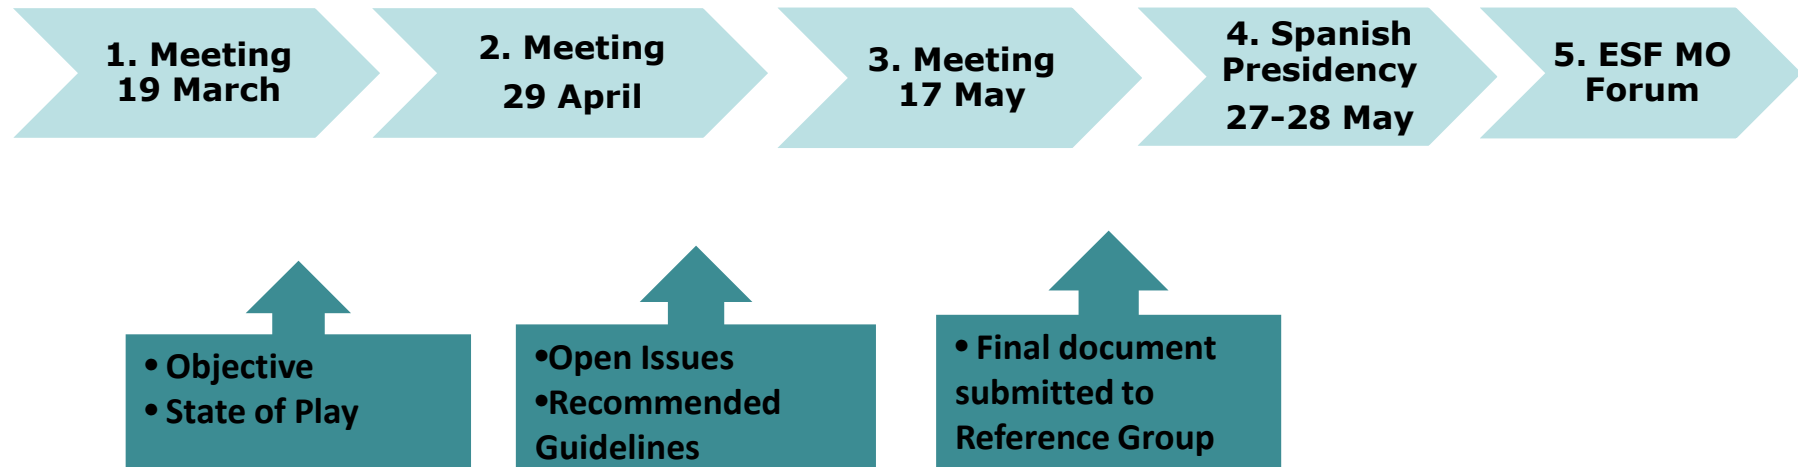 1. Meeting
19 March
2. Meeting
29 April
3. Meeting
17 May
4. Spanish
Presidency
27-28 May
5. ESF MO
Forum
• Objective
• State of Play
•Open Issues
•Recommended
Guidelines
• Final document
submitted to
Reference Group